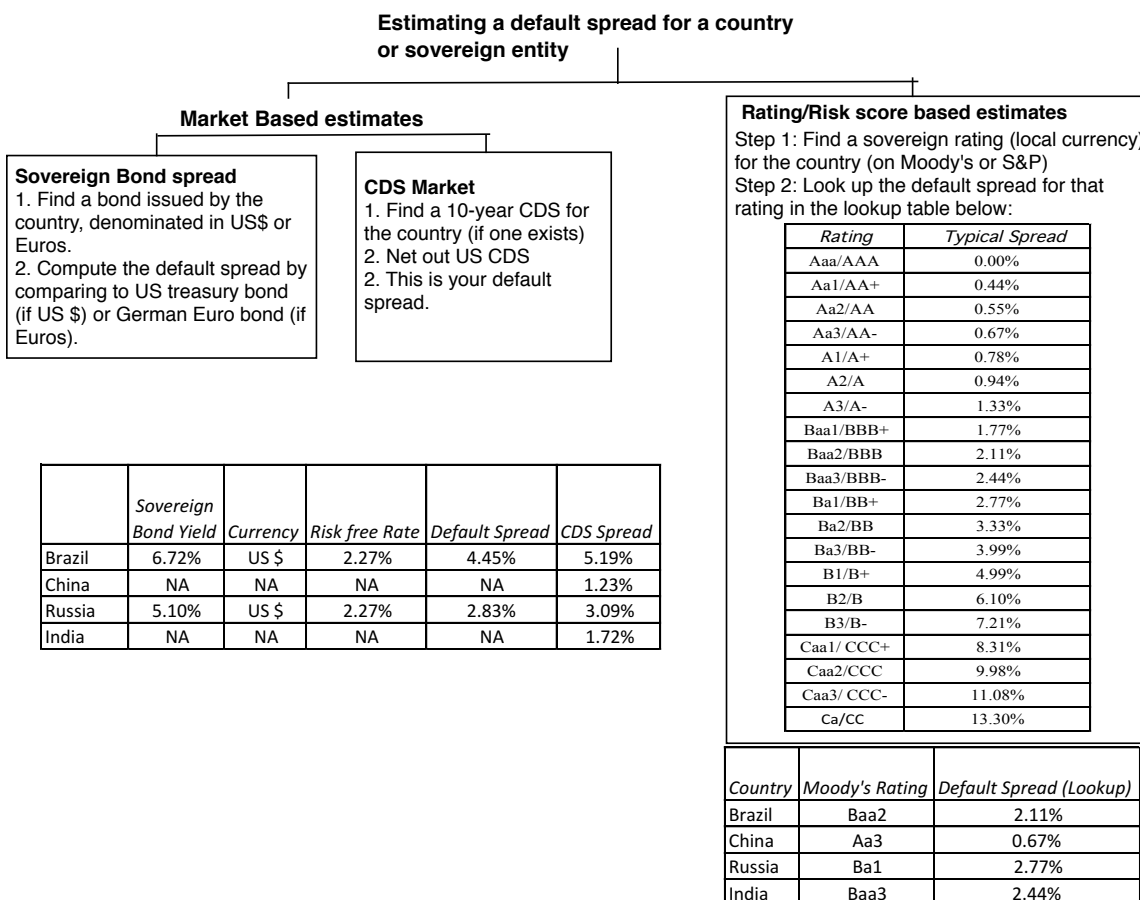 Estimating a default spread for a country
or sovereign entity
Market Based estimates
Sovereign Bond spread
1. Find a bond issued by the
country, denominated in US$ or
Euros.
2. Compute the default spread by
comparing to US treasury bond
(if US $) or German Euro bond (if
Euros).
CDS Market
1. Find a 10-year CDS for
the country (if one exists)
2. Net out US CDS
2. This is your default
spread.
Rating/Risk score based estimates
Step 1: Find a sovereign rating (local currency)
for the country (on Moody's or S&P)
Step 2: Look up the default spread for that
rating in the lookup table below:
Rating Typical Spread
Aaa/AAA 0.00%
Aa1/AA+ 0.44%
Aa2/AA 0.55%
Aa3/AA- 0.67%
A1/A+ 0.78%
A2/A 0.94%
A3/A- 1.33%
Baa1/BBB+ 1.77%
Baa2/BBB 2.11%
Baa3/BBB- 2.44%
Ba1/BB+ 2.77%
Ba2/BB 3.33%
Ba3/BB- 3.99%
B1/B+ 4.99%
B2/B 6.10%
B3/B- 7.21%
Caa1/ CCC+ 8.31%
Caa2/CCC 9.98%
Caa3/ CCC- 11.08%
Ca/CC 13.30%
Sovereign
Bond Yield Currency Risk free Rate Default Spread CDS Spread
Brazil 6.72% US $ 2.27% 4.45% 5.19%
China NA NA NA NA 1.23%
Russia 5.10% US $ 2.27% 2.83% 3.09%
India NA NA NA NA 1.72%
Country Moody's Rating Default Spread (Lookup)
Brazil Baa2 2.11%
China Aa3 0.67%
Russia Ba1 2.77%
India Baa3 2.44%